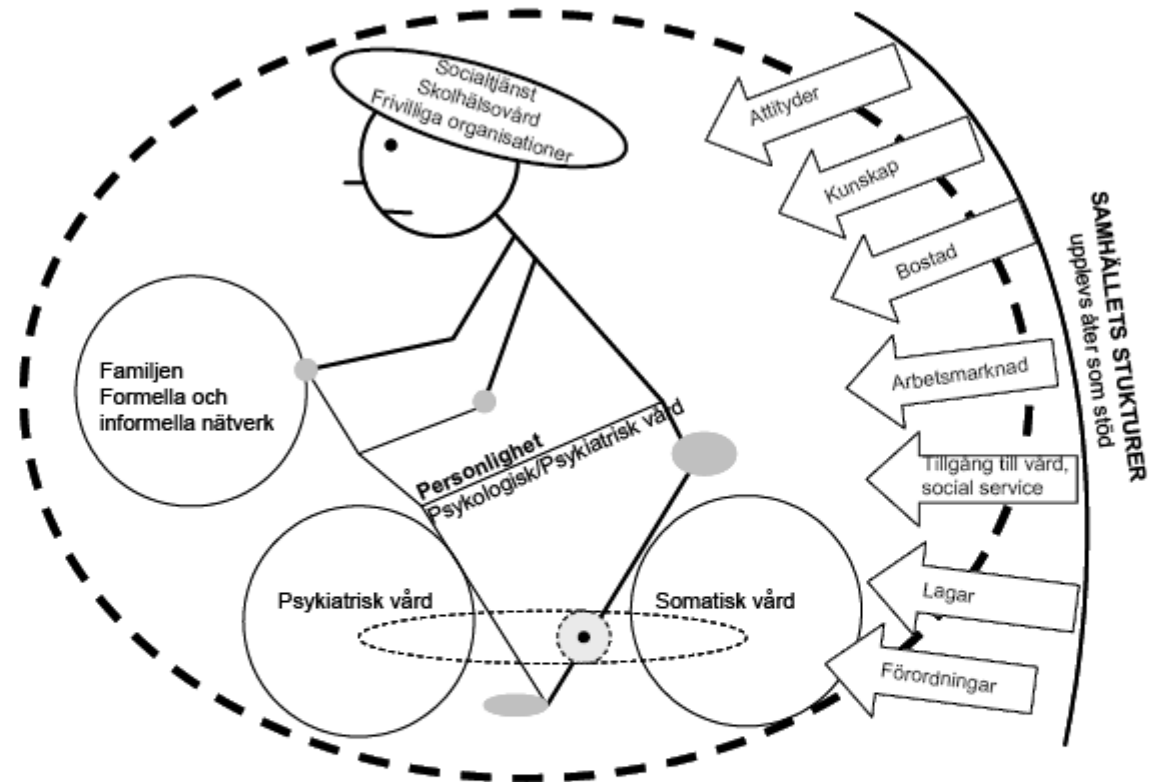 Socialtjänst
Skolhälsovård
Frivilliga organisationer
Attityder
Kunskap
Bostad
Arbetsmarknad
Tillgång till vård,
social service
Lagar
Förordningar
SAMHÄLLETS STUKTURER
upplevs åter som stöd
Familjen
Formella och
informella nätverk
Personlighet
Psykologisk/Psykiatrisk vård
Psykiatrisk vård
Somatisk vård